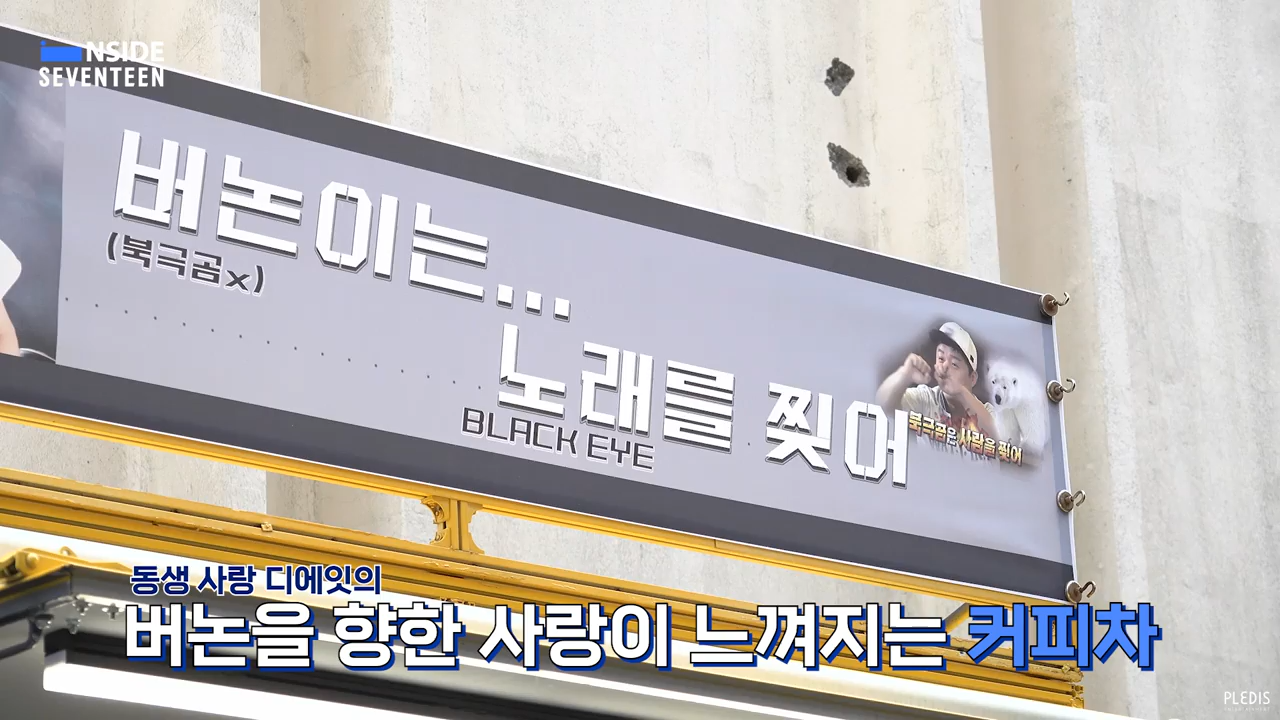 INSIDE
SEVENTEEN
버논이는...
(북극곰x)
노래를 찢어
BLACK EYE
북극곰은 사람을 찢어
동생 사랑 디에잇의
버논을 향한 사랑이 느껴지는 커피차
PLEDIS